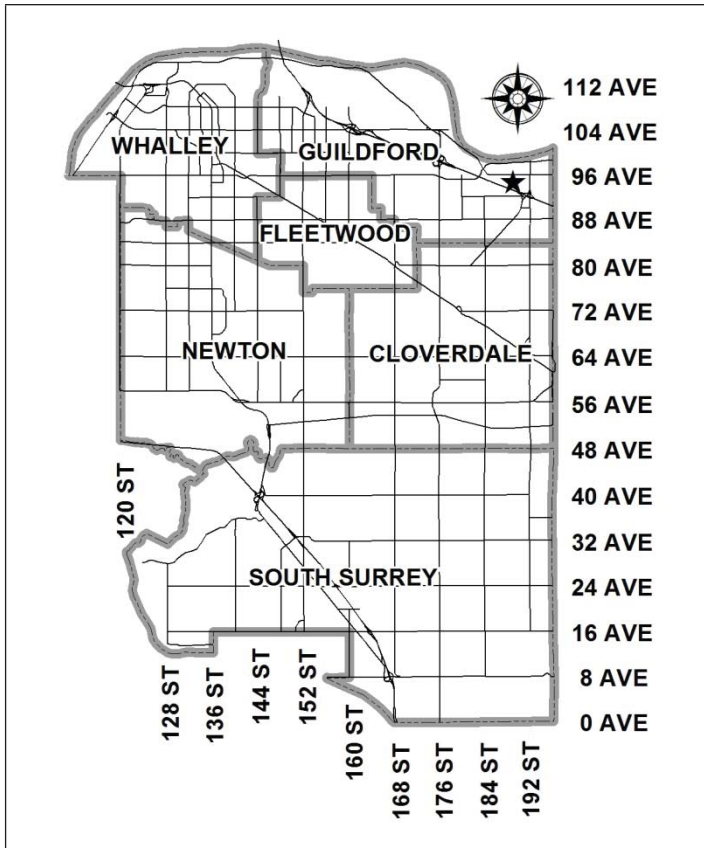 112 AVE
104 AVE
WHALLEY
GUILDFORD
96 AVE
88 AVE
FLEETWOOD
80 AVE
72 AVE
NEWTON
CLOVERDALE
64 AVE
56 AVE
48 AVE
120 ST
40 AVE
32 AVE
SOUTH SURREY
24 AVE
16 AVE
8 AVE
0 AVE
128 ST
136 ST
144 ST
152 ST
160 ST
168 ST
176 ST
184 ST
192 ST